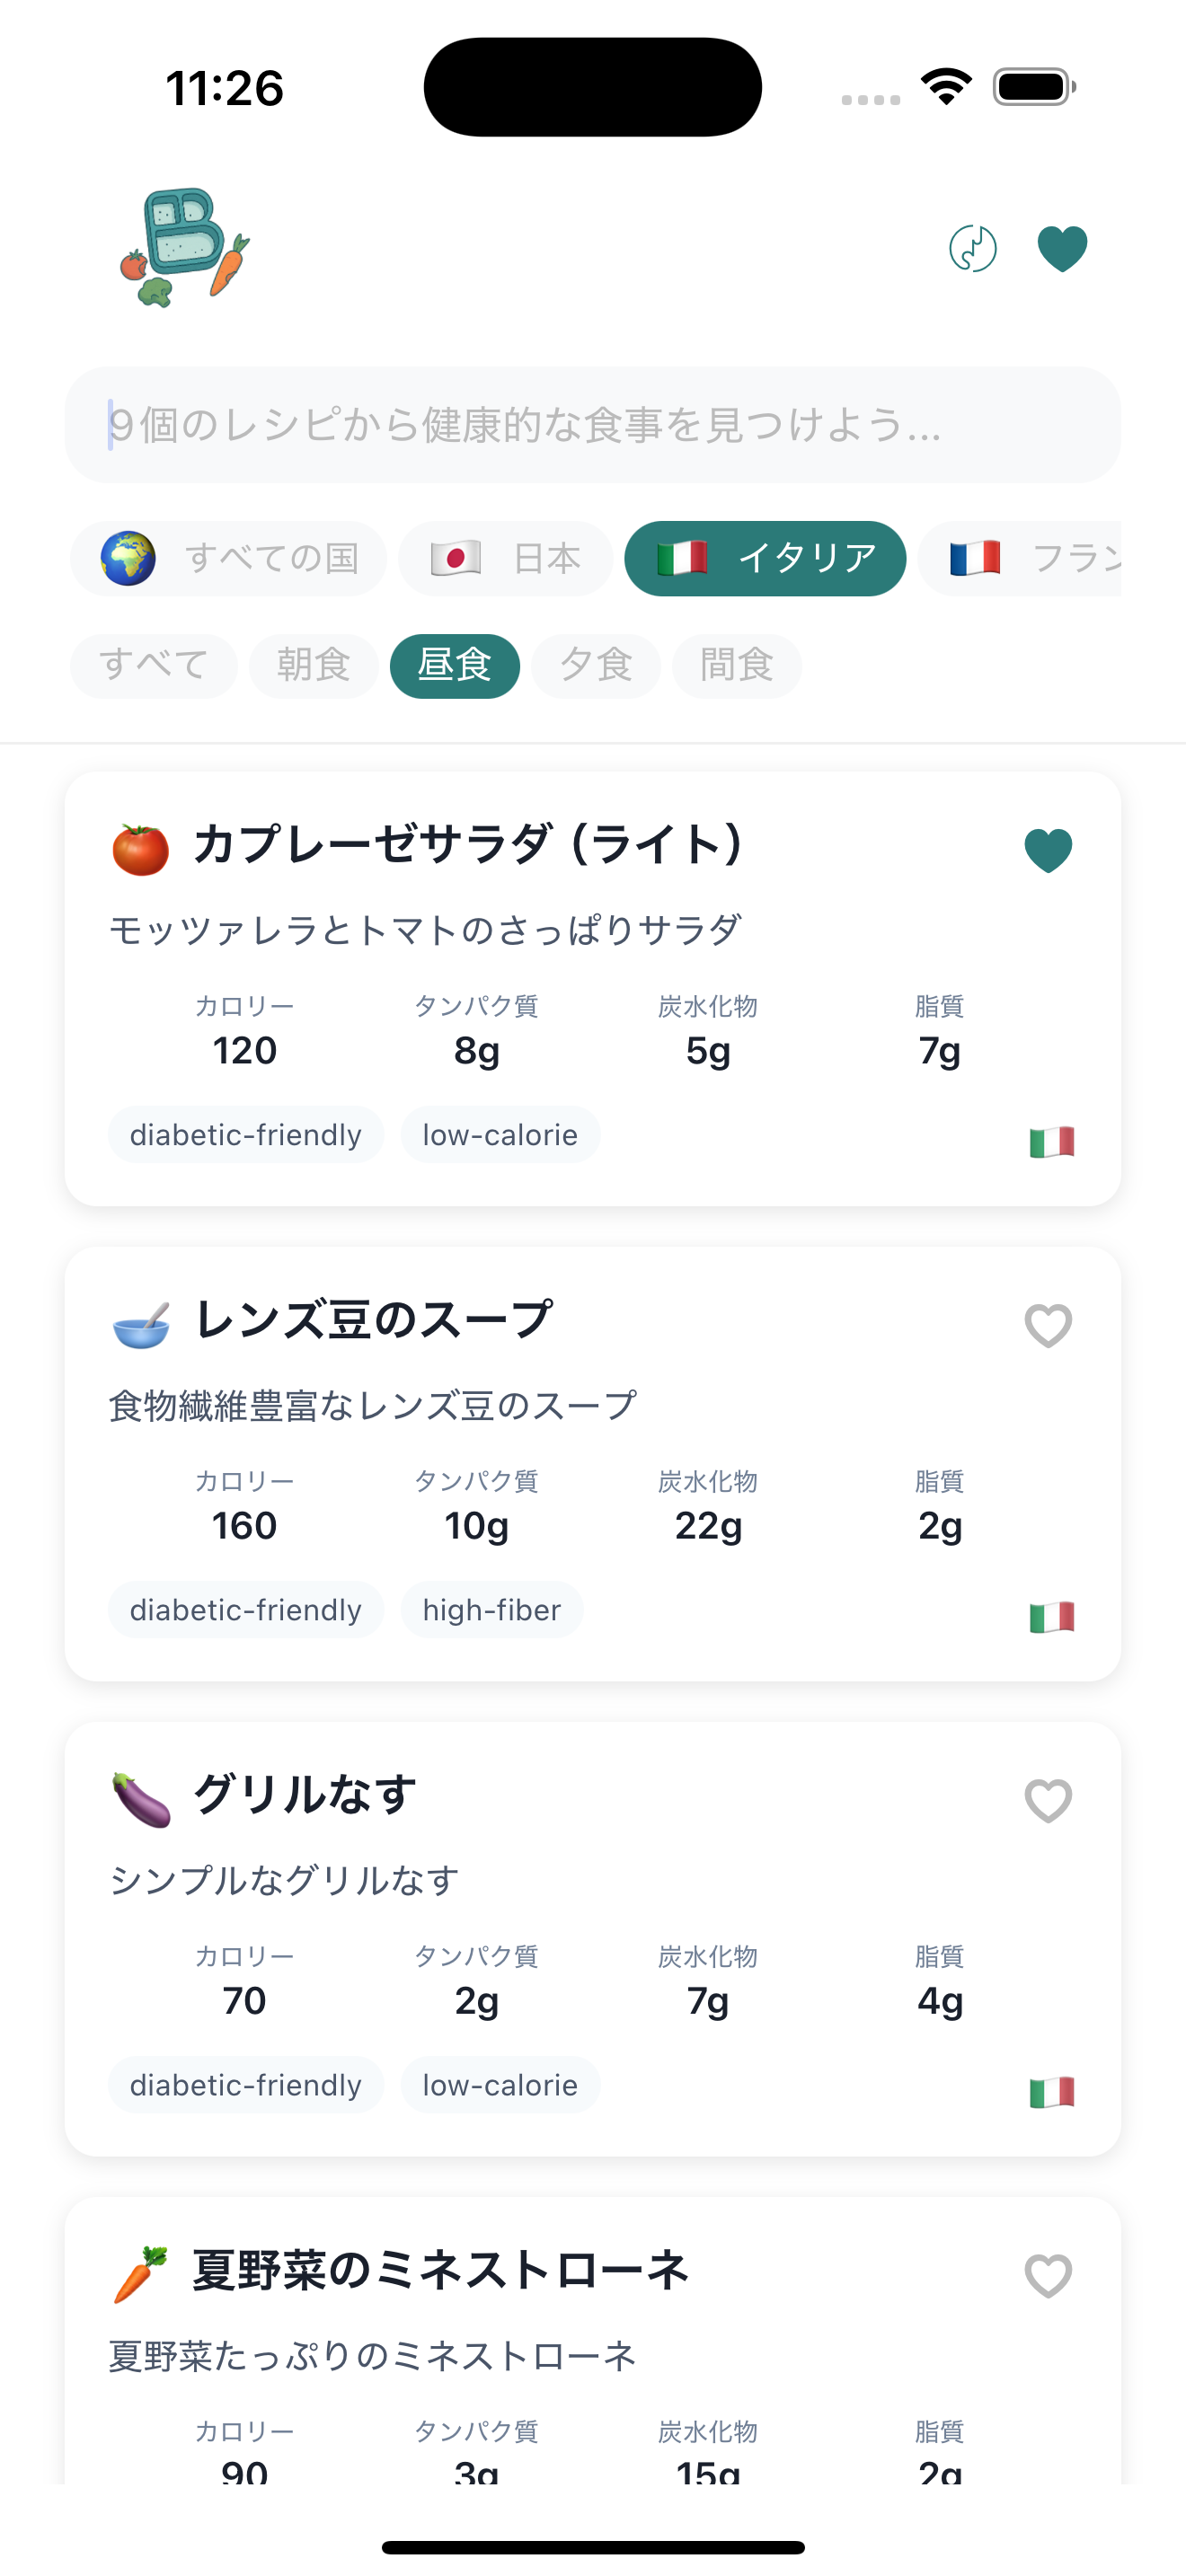 11:26
9個のレシピから健康的な食事を見つけよう...
すべての国 日本 イタリア フラン
すべて 朝食 昼食 夕食 間食
カプレーゼサラダ（ライト）
モッツァレラとトマトのさっぱりサラダ
カロリー タンパク質 炭水化物 脂質
120 8g 5g 7g
diabetic-friendly low-calorie
レンズ豆のスープ
食物繊維豊富なレンズ豆のスープ
カロリー タンパク質 炭水化物 脂質
160 10g 22g 2g
diabetic-friendly high-fiber
グリルなす
シンプルなグリルなす
カロリー タンパク質 炭水化物 脂質
70 2g 7g 4g
diabetic-friendly low-calorie
夏野菜のミネストローネ
夏野菜たっぷりのミネストローネ
カロリー タンパク質 炭水化物 脂質
90 3g 15g 2g